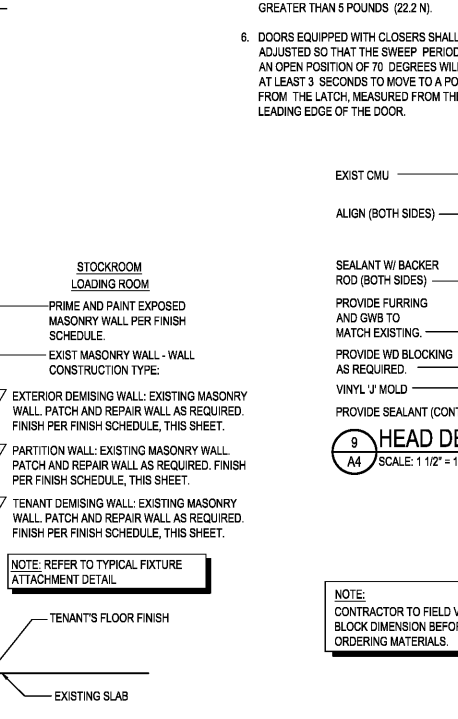 GREATER THAN 5 POUNDS (22.2 N).
6. DOORS EQUIPPED WITH CLOSERS SHALL
ADJUSTED SO THAT THE SWEEP PERIOD
AN OPEN POSITION OF 70 DEGREES WILL
AT LEAST 3 SECONDS TO MOVE TO A
FROM THE LATCH, MEASURED FROM THE
LEADING EDGE OF THE DOOR.
EXIST CMU
ALIGN (BOTH SIDES)
SEALANT W/ BACKER
ROD (BOTH SIDES)
PROVIDE FURRING
AND GWB TO
MATCH EXISTING.
PROVIDE WD BLOCKING
AS REQUIRED.
VINYL 'J' MOLD
PROVIDE SEALANT
9
A4
HEAD
SCALE: 1 1/2" = 1
STOCKROOM
LOADING ROOM
PRIME AND PAINT EXPOSED
MASONRY WALL PER FINISH
SCHEDULE.
EXIST MASONRY WALL - WALL
CONSTRUCTION TYPE:
EXTERIOR DEMISING WALL: EXISTING MASONRY
WALL. PATCH AND REPAIR WALL AS REQUIRED.
FINISH PER FINISH SCHEDULE, THIS SHEET.
PARTITION WALL: EXISTING MASONRY WALL.
PATCH AND REPAIR WALL AS REQUIRED. FINISH
PER FINISH SCHEDULE, THIS SHEET.
TENANT DEMISING WALL: EXISTING MASONRY
WALL. PATCH AND REPAIR WALL AS REQUIRED.
FINISH PER FINISH SCHEDULE, THIS SHEET.
NOTE: REFER TO TYPICAL FIXTURE
ATTACHMENT DETAIL
TENANT'S FLOOR FINISH
EXISTING SLAB
NOTE:
CONTRACTOR TO FIELD
BLOCK DIMENSION
ORDERING MATERIALS.